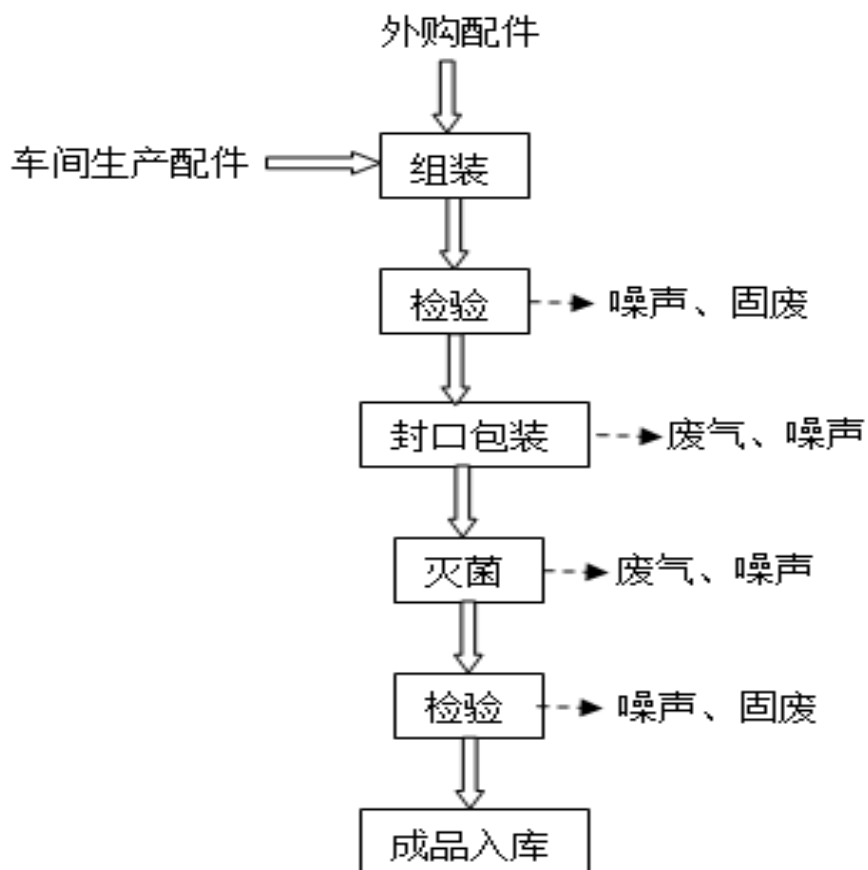 外购配件
车间生产配件
组装
检验
噪声、固废
封口包装
废气、噪声
灭菌
废气、噪声
检验
噪声、固废
成品入库